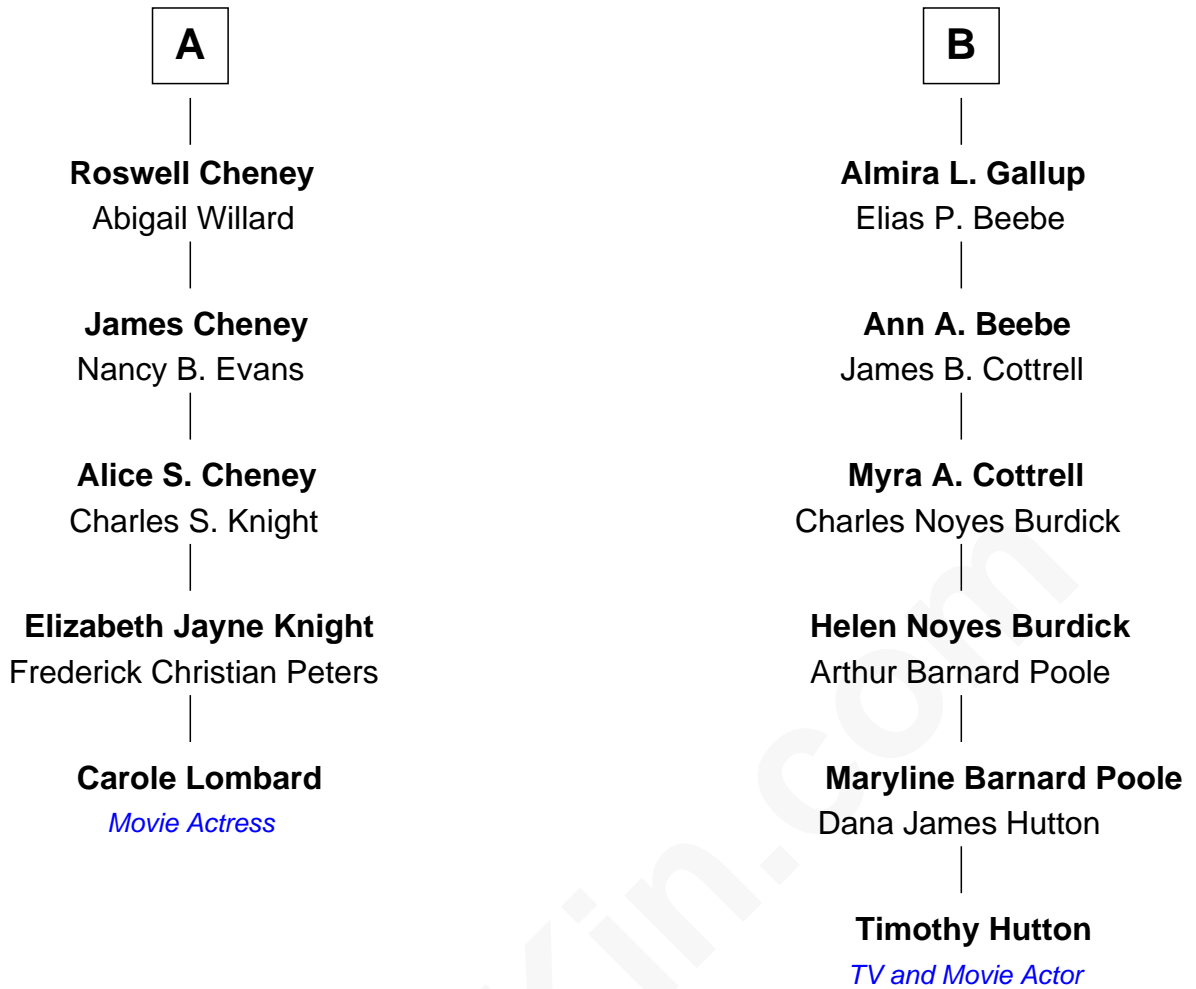 A
Roswell Cheney
Abigail Willard
James Cheney
Nancy B. Evans
Alice S. Cheney
Charles S. Knight
Elizabeth Jayne Knight
Frederick Christian Peters
Carole Lombard
Movie Actress
B
Almira L. Gallup
Elias P. Beebe
Ann A. Beebe
James B. Cottrell
Myra A. Cottrell
Charles Noyes Burdick
Helen Noyes Burdick
Arthur Barnard Poole
Maryline Barnard Poole
Dana James Hutton
Timothy Hutton
TV and Movie Actor
Kin.com